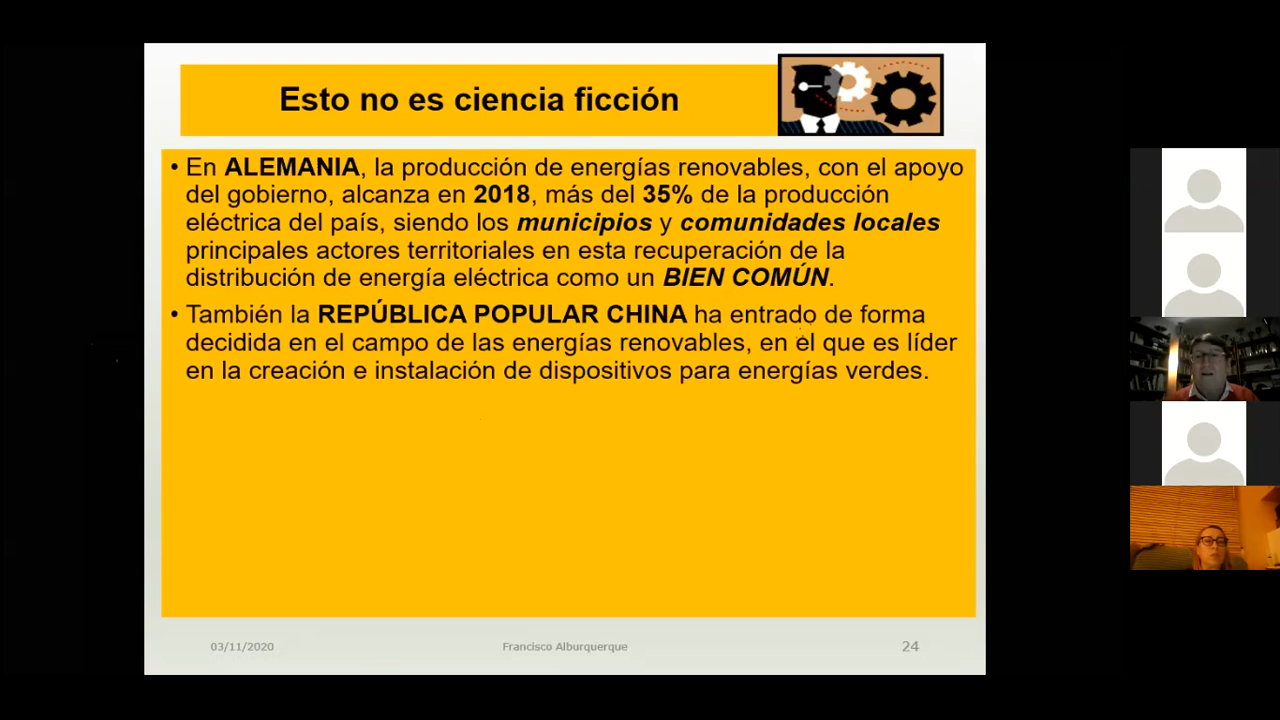 Esto no es ciencia ficción
• En ALEMANIA, la producción de energías renovables, con el apoyo
del gobierno, alcanza en 2018, más del 35% de la producción
eléctrica del país, siendo los municipios y comunidades locales
principales actores territoriales en esta recuperación de la
distribución de energía eléctrica como un BIEN COMÚN.
• También la REPÚBLICA POPULAR CHINA ha entrado de forma
decidida en el campo de las energías renovables, en el que es líder
en la creación e instalación de dispositivos para energías verdes.
03/11/2020
Francisco Alburquerque
24